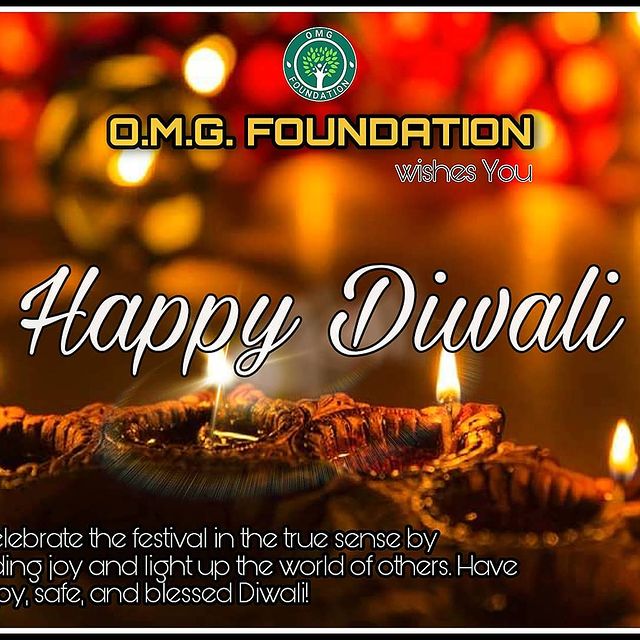 OMG
FOUNDATION
O.M.G. FOUNDATION
wishes You
Happy Diwali
elebrate the festival in the true sense by
ding joy and light up the world of others. Have
py, safe, and blessed Diwali!